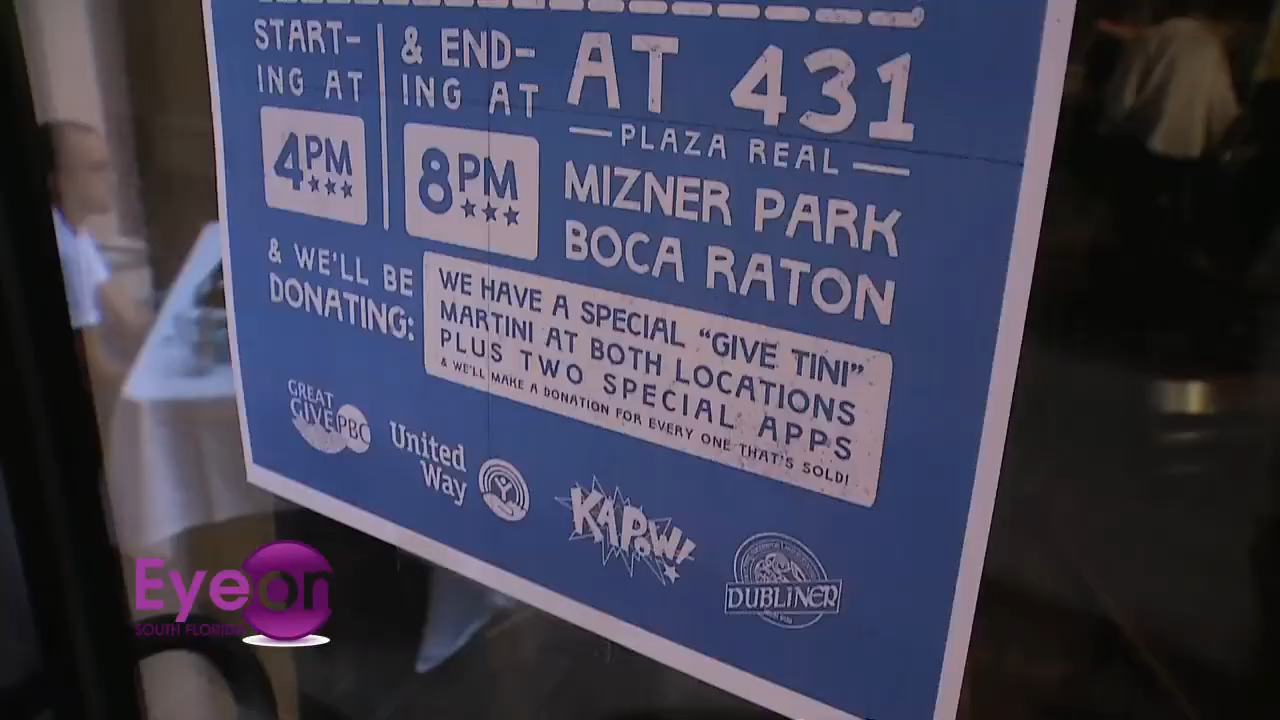 START-
ING AT
4PM
& END-
ING AT
8PM
AT 431
PLAZA REAL
MIZNER PARK
BOCA RATON
& WE'LL BE
DONATING:
WE HAVE A SPECIAL "GIVE TINI"
MARTINI AT BOTH LOCATIONS
PLUS TWO SPECIAL APPS
& WE'LL MAKE A DONATION FOR EVERY ONE THAT'S SOLD!
GREAT
GIVE PBC
United
Way
KAPOW!
DUBLINER
Eye on
SOUTH FLORIDA